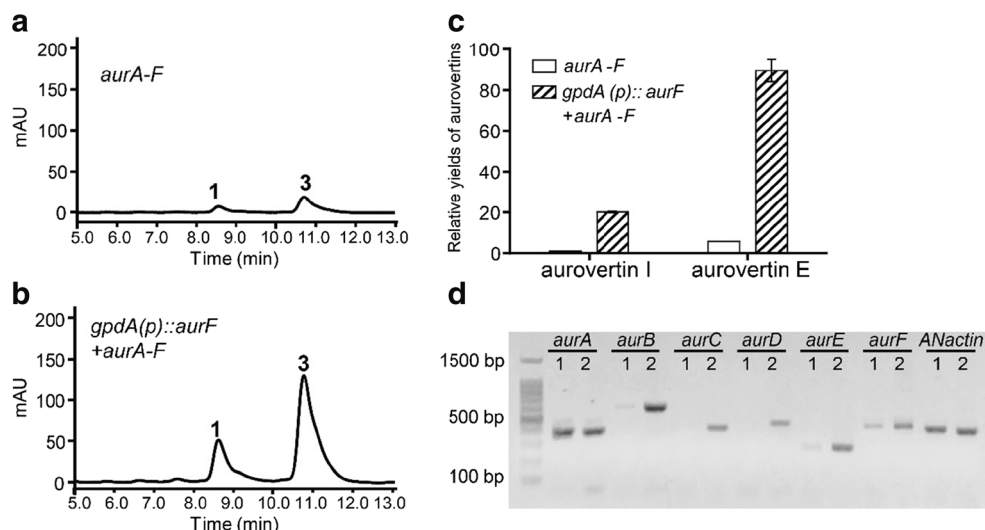 a
200
150
100
50
0
mAU
aurA-F
1
3
5.0 6.0 7.0 8.0 9.0 10.0 11.0 12.0 13.0
Time (min)
b
200
150
100
50
0
mAU
gpdA(p)::aurF
+aurA-F
1
3
5.0 6.0 7.0 8.0 9.0 10.0 11.0 12.0 13.0
Time (min)
c
Relative yields of aurovertins
100
80
60
40
20
0
aurA-F
gpdA (p):: aurF
+aurA-F
aurovertin I aurovertin E
d
aurA aurB aurC aurD aurE aurF ANactin
1 2 1 2 1 2 1 2 1 2 1 2 1 2
1500 bp
500 bp
100 bp